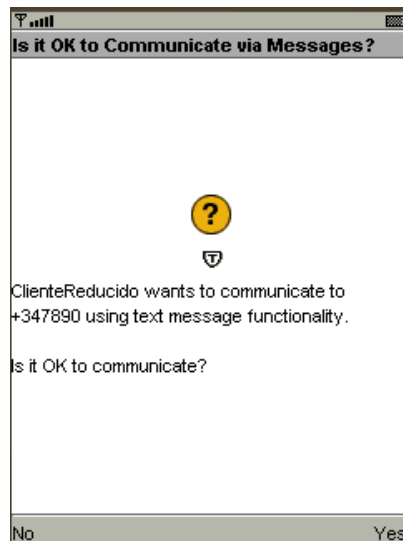 Is it OK to Communicate via Messages?
?
T
ClienteReducido wants to communicate to
+347890 using text message functionality.
Is it OK to communicate?
No Yes